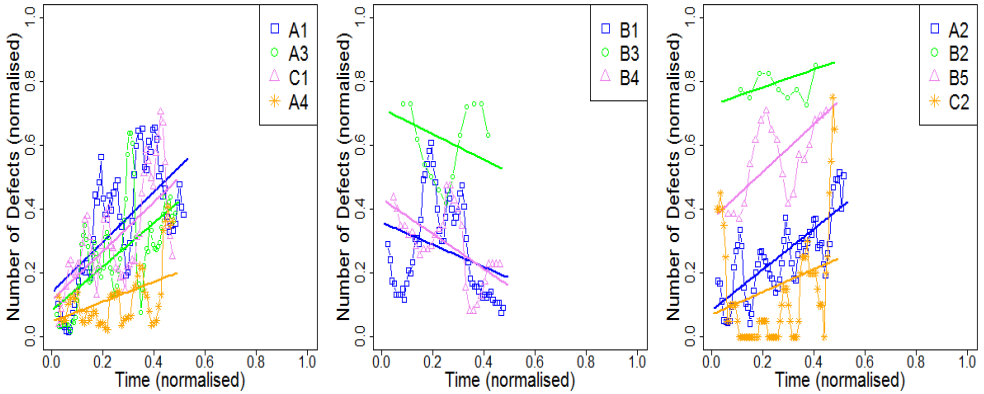 Number of Defects (normalised)
1.0
0.8
0.6
0.4
0.2
0.0
A1
A3
C1
A4
0.0 0.2 0.4 0.6 0.8 1.0
Time (normalised)
Number of Defects (normalised)
1.0
0.8
0.6
0.4
0.2
0.0
B1
B3
B4
0.0 0.2 0.4 0.6 0.8 1.0
Time (normalised)
Number of Defects (normalised)
1.0
0.8
0.6
0.4
0.2
0.0
A2
B2
B5
C2
0.0 0.2 0.4 0.6 0.8 1.0
Time (normalised)